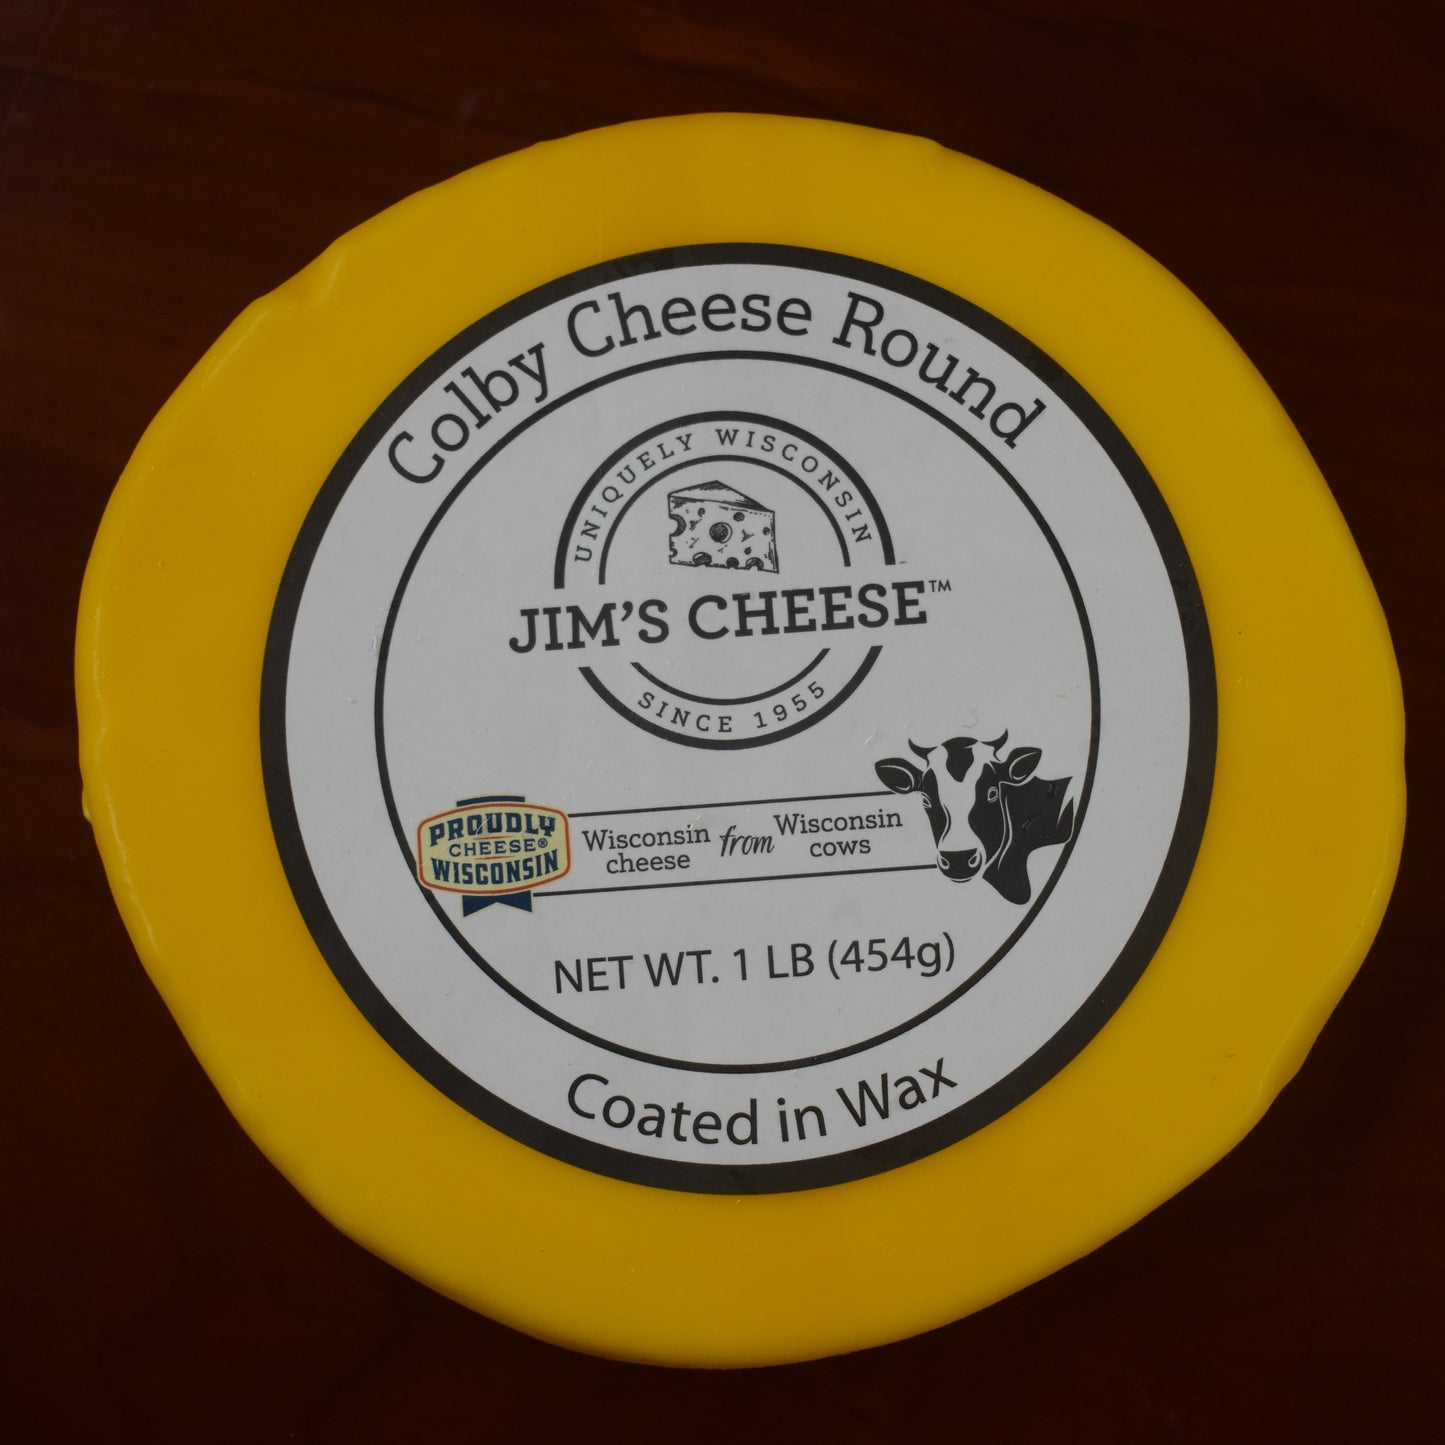 Colby Cheese Round
UNIQUELY WISCONSIN
JIM'S CHEESE™
SINCE 1955
PROUDLY
CHEESE®
WISCONSIN
Wisconsin
cheese
from
Wisconsin
cows
NET WT. 1 LB (454g)
Coated in Wax